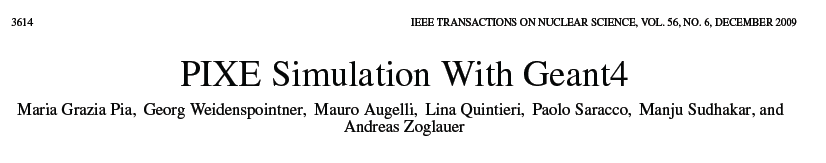 3614 IEEE TRANSACTIONS ON NUCLEAR SCIENCE, VOL. 56, NO. 6, DECEMBER 2009
PIXE Simulation With Geant4
Maria Grazia Pia, Georg Weidenspointner, Mauro Augelli, Lina Quintieri, Paolo Saracco, Manju Sudhakar, and
Andreas Zoglauer